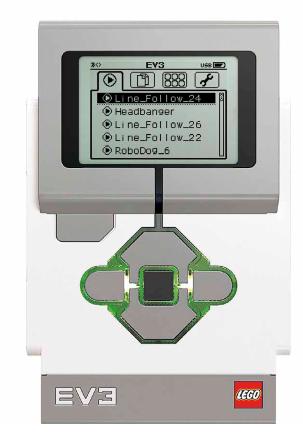 EV3 USB
Line_Follow_24
Headbanger
Line_Follow_26
Line_Follow_22
RoboDog_6
EV3 LEGO